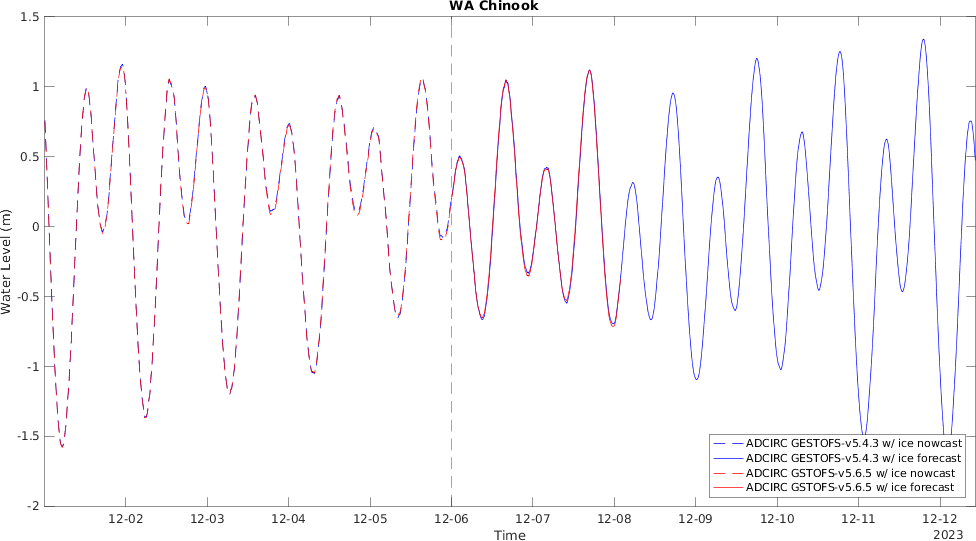 WA Chinook
1.5
1
0.5
0
-0.5
-1
-1.5
-2
Water Level (m)
12-02 12-03 12-04 12-05 12-06 12-07 12-08 12-09 12-10 12-11 12-12
Time
2023
ADCIRC GESTOFS-v5.4.3 w/ ice nowcast
ADCIRC GESTOFS-v5.4.3 w/ ice forecast
ADCIRC GSTOFS-v5.6.5 w/ ice nowcast
ADCIRC GSTOFS-v5.6.5 w/ ice forecast